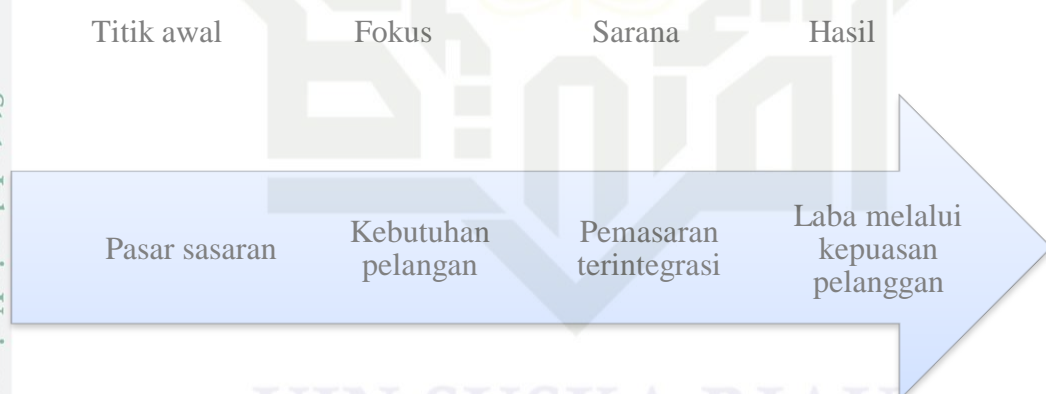 Titik awal Fokus Sarana Hasil
Pasar sasaran
Kebutuhan
pelangan
Pemasaran
terintegrasi
Laba melalui
kepuasan
pelanggan